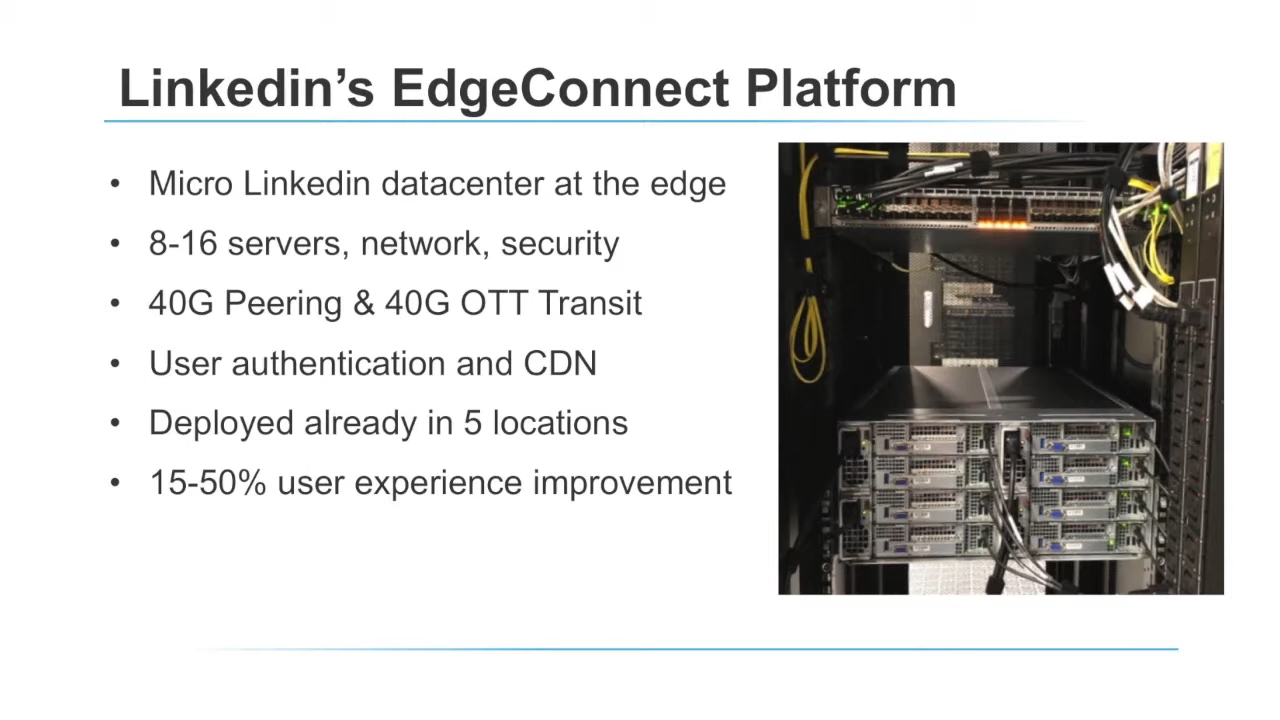 Linkedin’s EdgeConnect Platform
• Micro Linkedin datacenter at the edge
• 8-16 servers, network, security
• 40G Peering & 40G OTT Transit
• User authentication and CDN
• Deployed already in 5 locations
• 15-50% user experience improvement